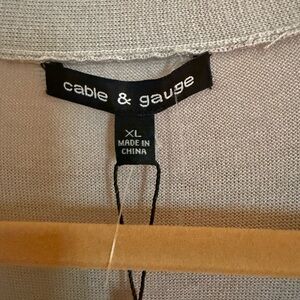 cable & gauge
XL
MADE IN
CHINA